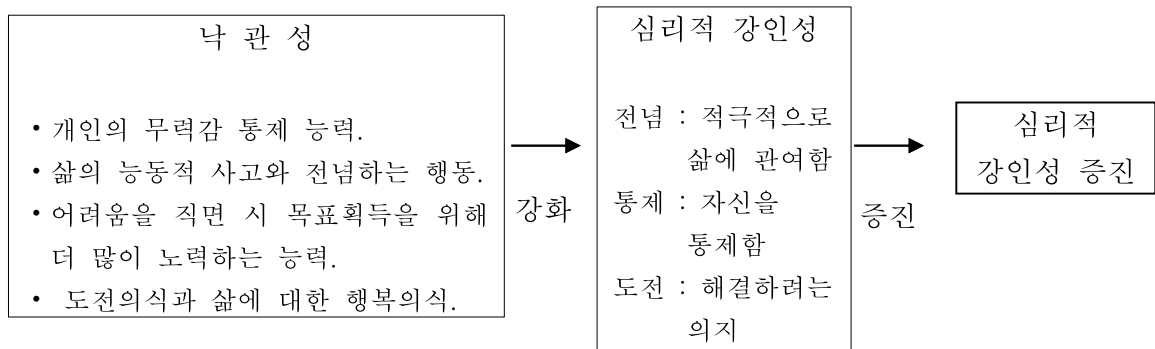 낙 관 성
• 개인의 무력감 통제 능력.
• 삶의 능동적 사고와 전념하는 행동.
• 어려움을 직면 시 목표획득을 위해
더 많이 노력하는 능력.
• 도전의식과 삶에 대한 행복의식.
강화
심리적 강인성
전념 : 적극적으로
삶에 관여함
통제 : 자신을
통제함
도전 : 해결하려는
의지
증진
심리적
강인성 증진